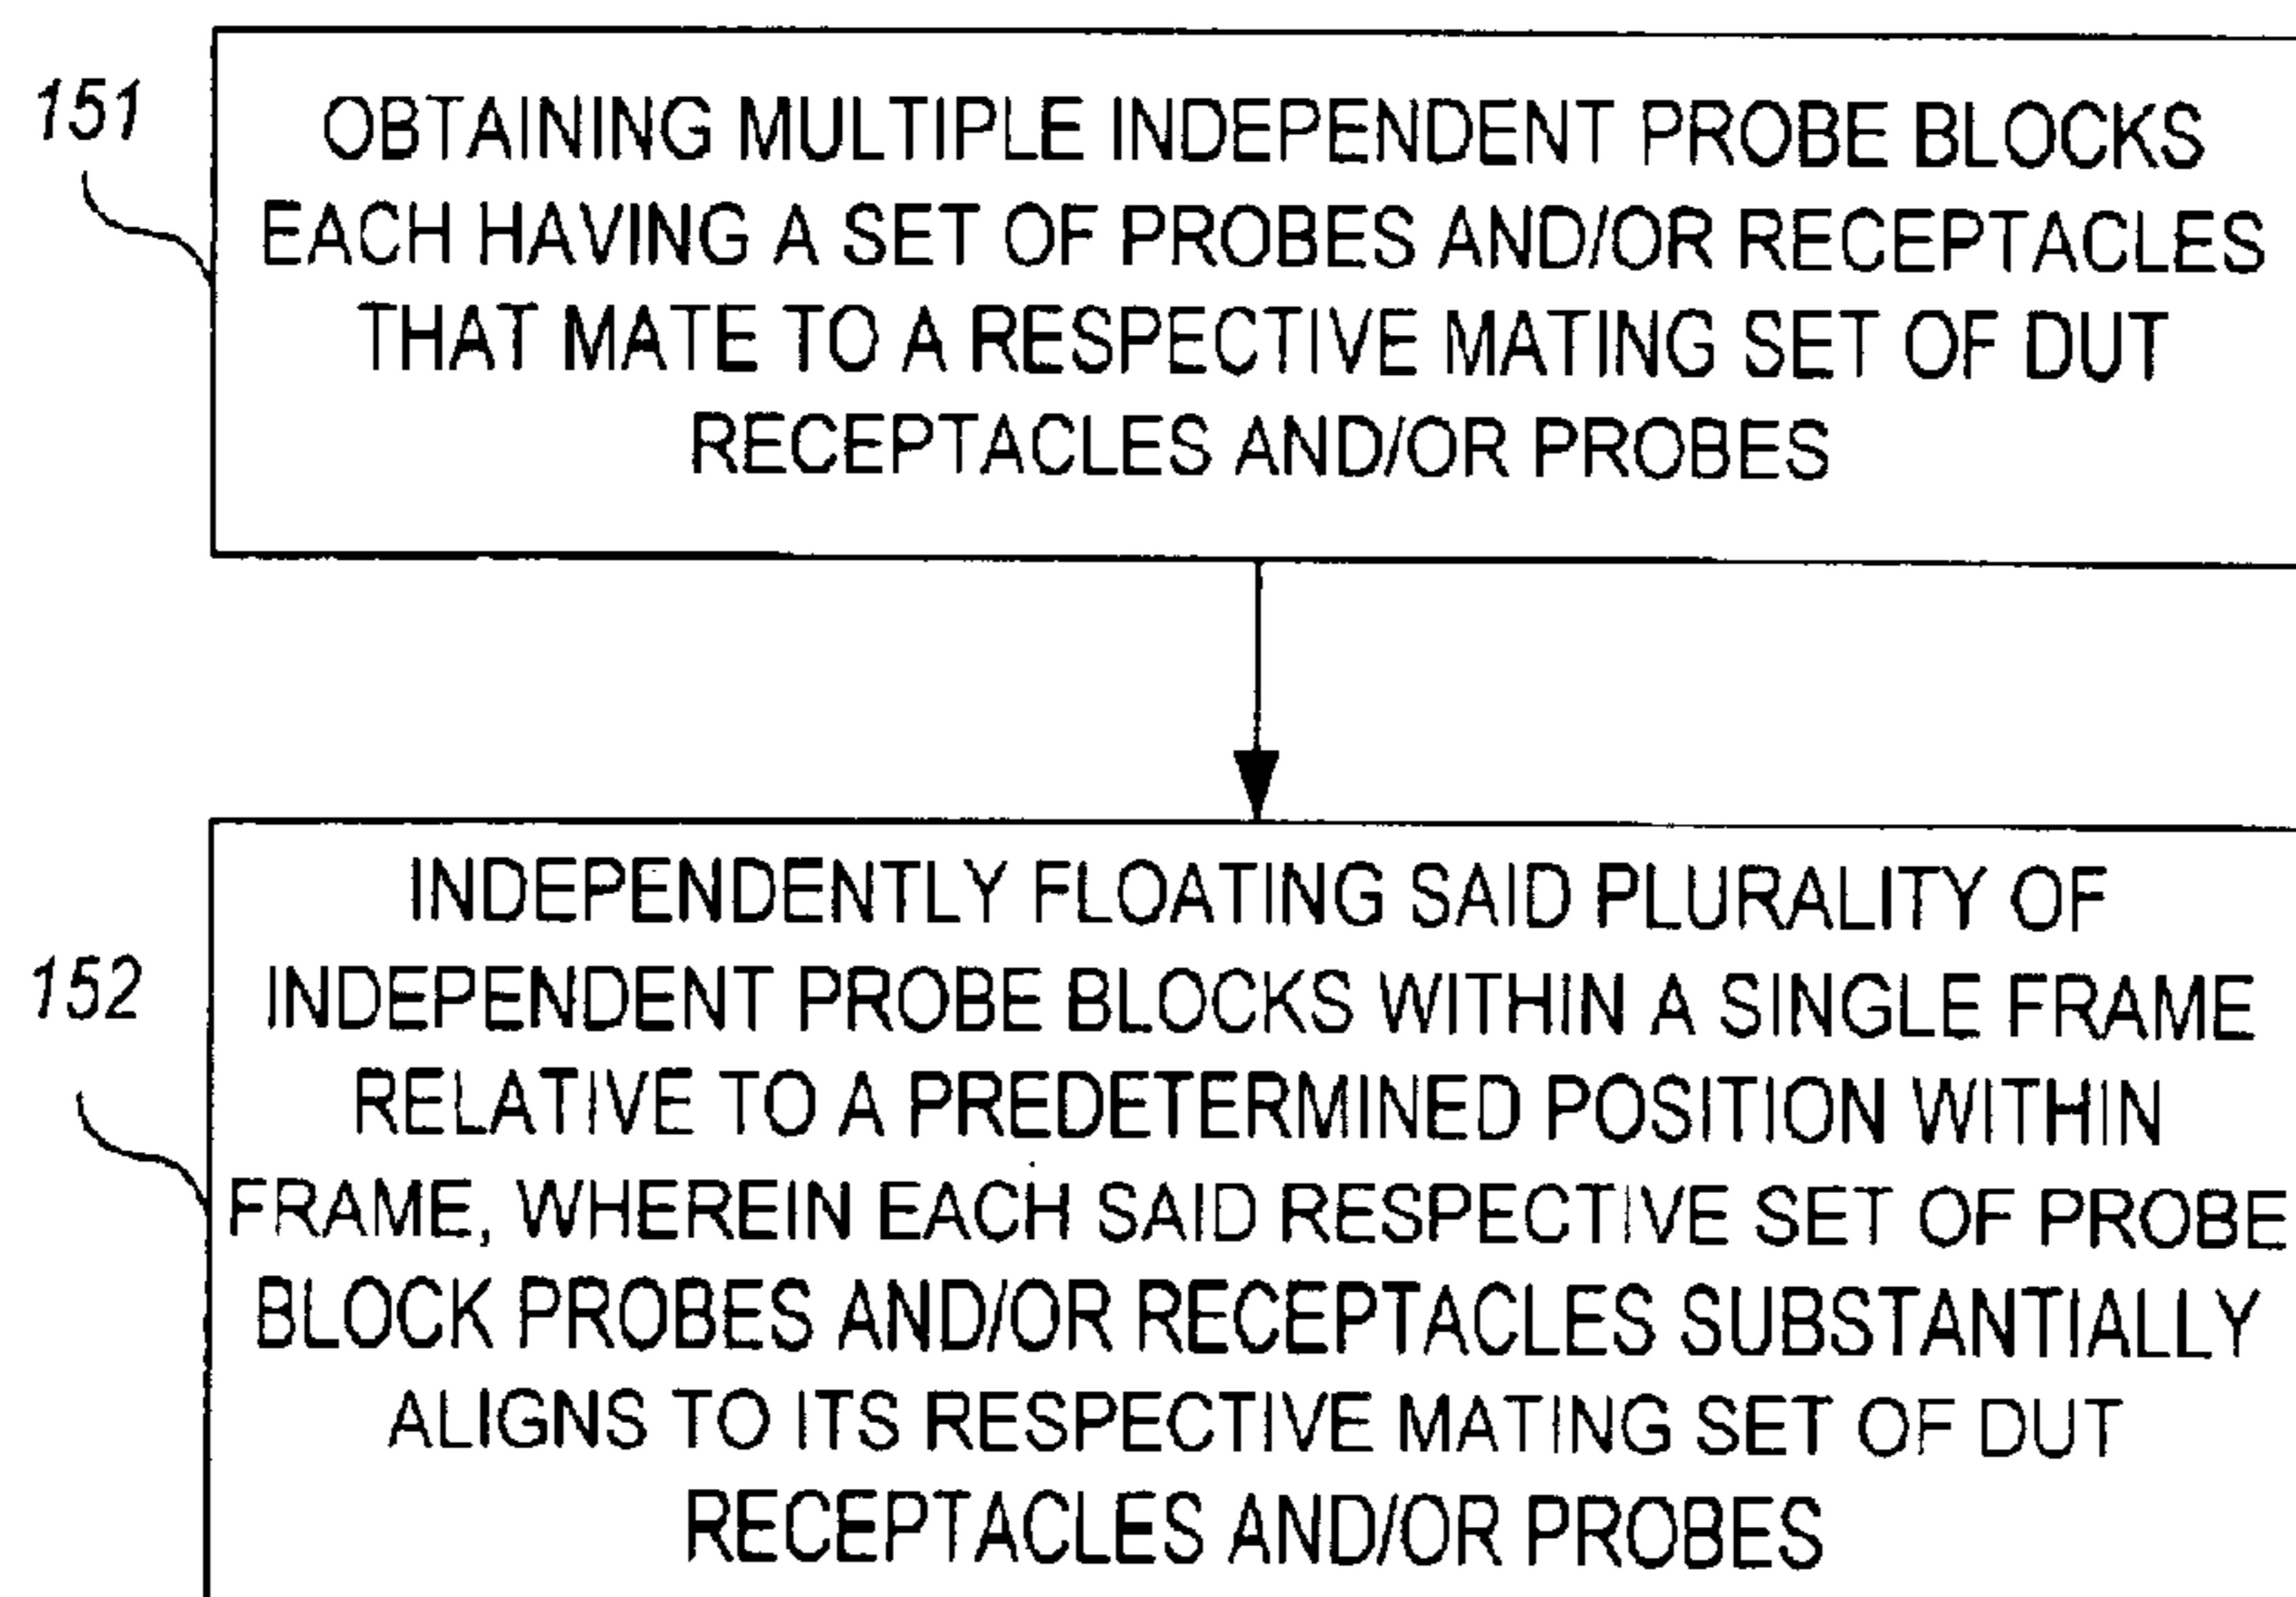 151
OBTAINING MULTIPLE INDEPENDENT PROBE BLOCKS
EACH HAVING A SET OF PROBES AND/OR RECEPTACLES
THAT MATE TO A RESPECTIVE MATING SET OF DUT
RECEPTACLES AND/OR PROBES
152
INDEPENDENTLY FLOATING SAID PLURALITY OF
INDEPENDENT PROBE BLOCKS WITHIN A SINGLE FRAME
RELATIVE TO A PREDETERMINED POSITION WITHIN
FRAME, WHEREIN EACH SAID RESPECTIVE SET OF PROBE
BLOCK PROBES AND/OR RECEPTACLES SUBSTANTIALLY
ALIGNS TO ITS RESPECTIVE MATING SET OF DUT
RECEPTACLES AND/OR PROBES